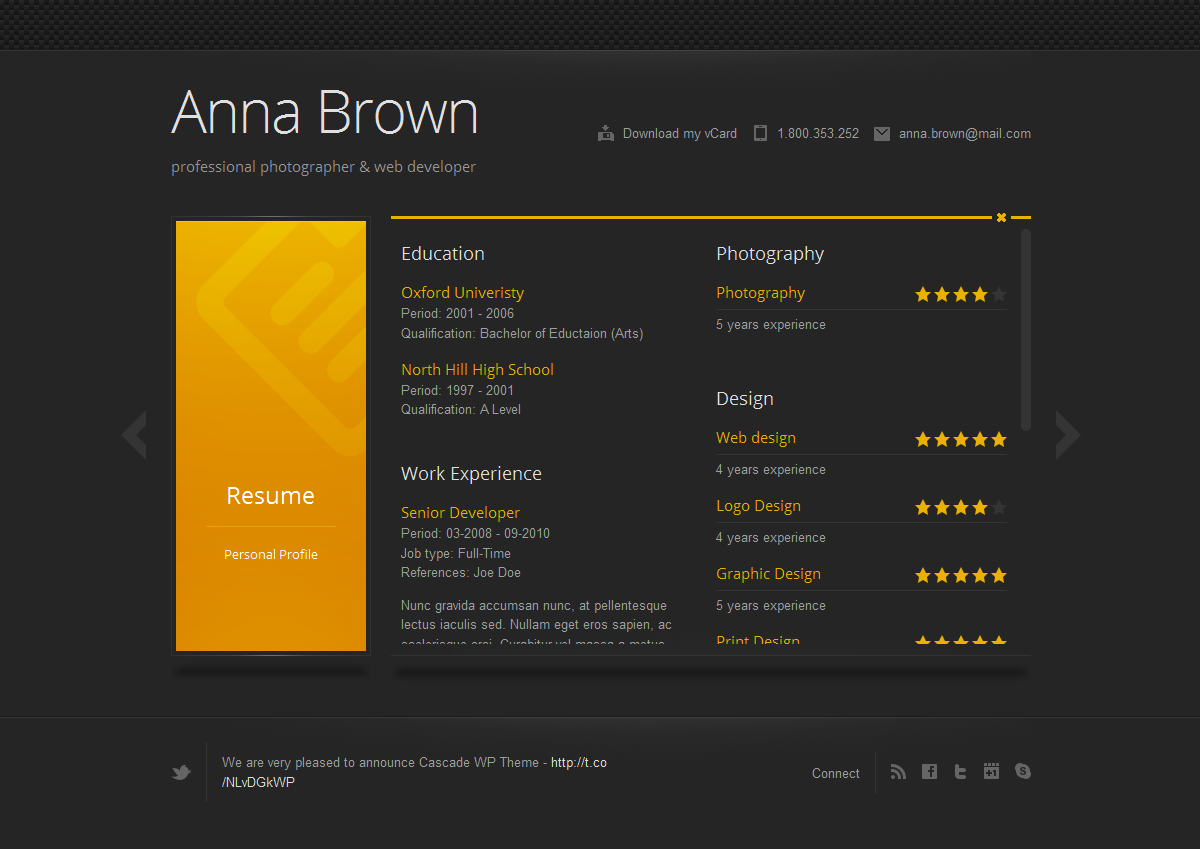 Anna Brown
professional photographer & web developer
Download my vCard
1.800.353.252
anna.brown@mail.com
Resume
Personal Profile
Education
Oxford Univeristy
Period: 2001 - 2006
Qualification: Bachelor of Eductaion (Arts)
North Hill High School
Period: 1997 - 2001
Qualification: A Level
Work Experience
Senior Developer
Period: 03-2008 - 09-2010
Job type: Full-Time
References: Joe Doe
Nunc gravida accumsan nunc, at pellentesque
lectus iaculis sed. Nullam eget eros sapien, ac
Photography
Photography
5 years experience
Design
Web design
4 years experience
Logo Design
4 years experience
Graphic Design
5 years experience
Print Design
We are very pleased to announce Cascade WP Theme - http://t.co
/NLvDGkWP
Connect